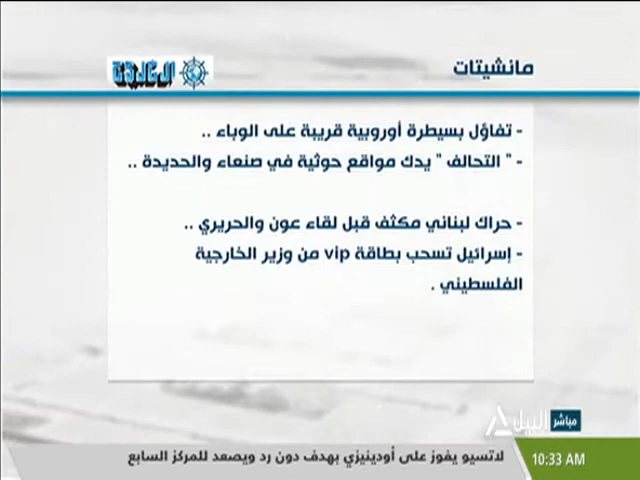 مانشيتات
الخليج
- تفاؤل بسيطرة أوروبية قريبة على الوباء ..
- " التحالف " يدك مواقع حوثية في صنعاء والحديدة ..
- حراك لبناني مكثف قبل لقاء عون والحريري ..
- إسرائيل تسحب بطاقة vip من وزير الخارجية
الفلسطيني .
مباشر النيل
لاتسيو يفوز على أودينيزي بهدف دون رد ويصعد للمركز السابع
10:33 AM